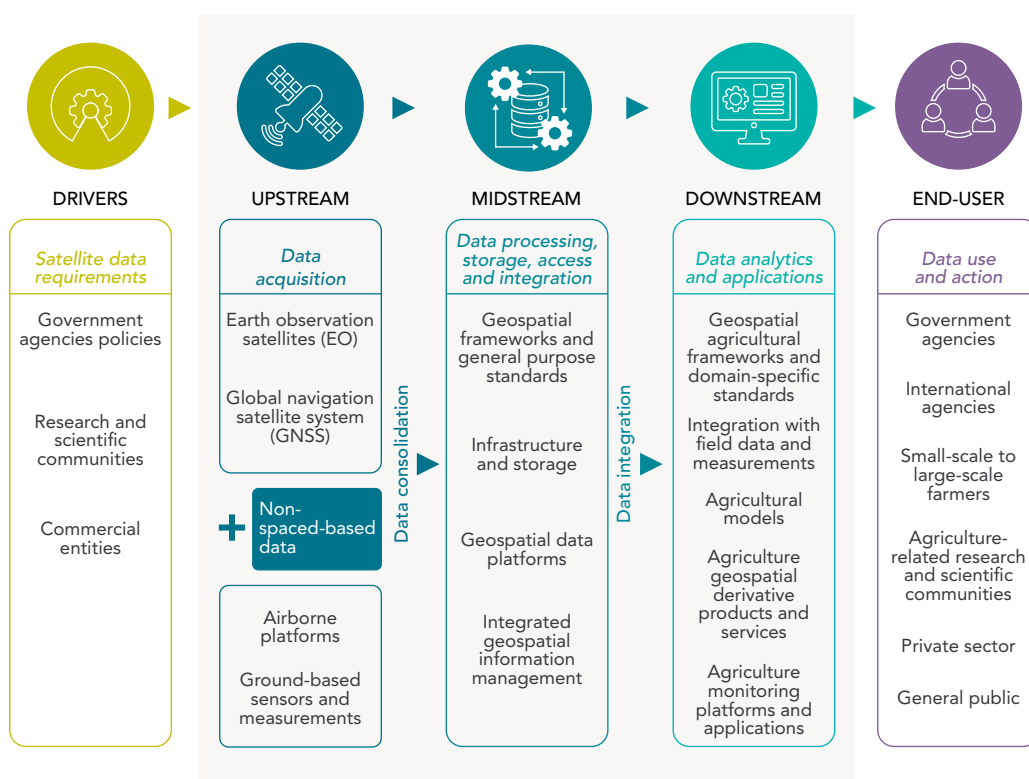 DRIVERS
Satellite data
requirements
Government
agencies policies
Research and
scientific
communities
Commercial
entities
UPSTREAM
Data
acquisition
Earth observation
satellites (EO)
Global navigation
satellite system
(GNSS)
+
Non-
spaced-based
data
Airborne
platforms
Ground-based
sensors and
measurements
Data consolidation
MIDSTREAM
Data processing,
storage, access
and integration
Geospatial
frameworks and
general purpose
standards
Infrastructure
and storage
Geospatial data
platforms
Integrated
geospatial
information
management
Data integration
DOWNSTREAM
Data analytics
and applications
Geospatial
agricultural
frameworks and
domain-specific
standards
Integration with
field data and
measurements
Agricultural
models
Agriculture
geospatial
derivative
products and
services
Agriculture
monitoring
platforms and
applications
END-USER
Data use
and action
Government
agencies
International
agencies
Small-scale to
large-scale
farmers
Agriculture-
related research
and scientific
communities
Private sector
General public